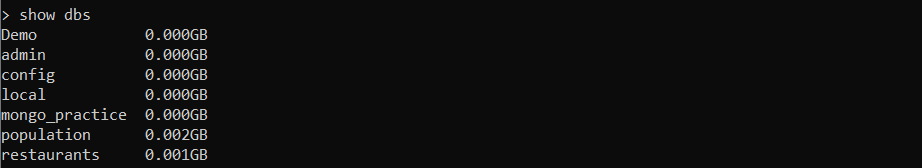 > show dbs
Demo            0.000GB
admin           0.000GB
config          0.000GB
local           0.000GB
mongo_practice  0.000GB
population      0.002GB
restaurants     0.001GB